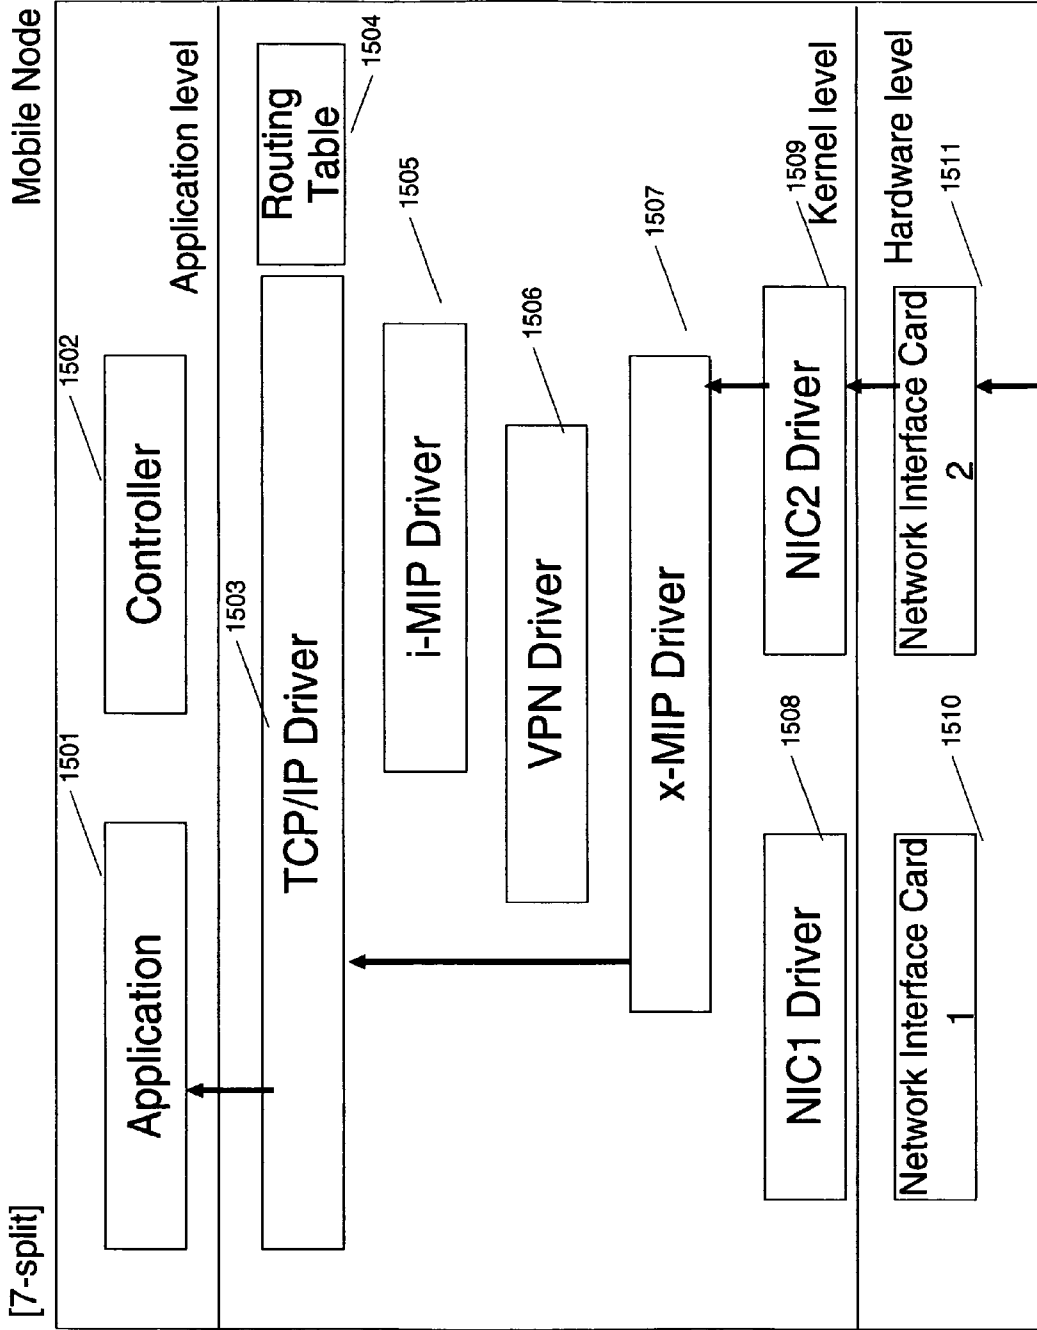 [7-split]
Mobile Node
Application level
1501
1502
Application
Controller
1503
1504
TCP/IP Driver
Routing
Table
1505
i-MIP Driver
1506
VPN Driver
1507
x-MIP Driver
1508
1509
NIC1 Driver
NIC2 Driver
Kernel level
Hardware level
1510
1511
Network Interface Card
1
Network Interface Card
2